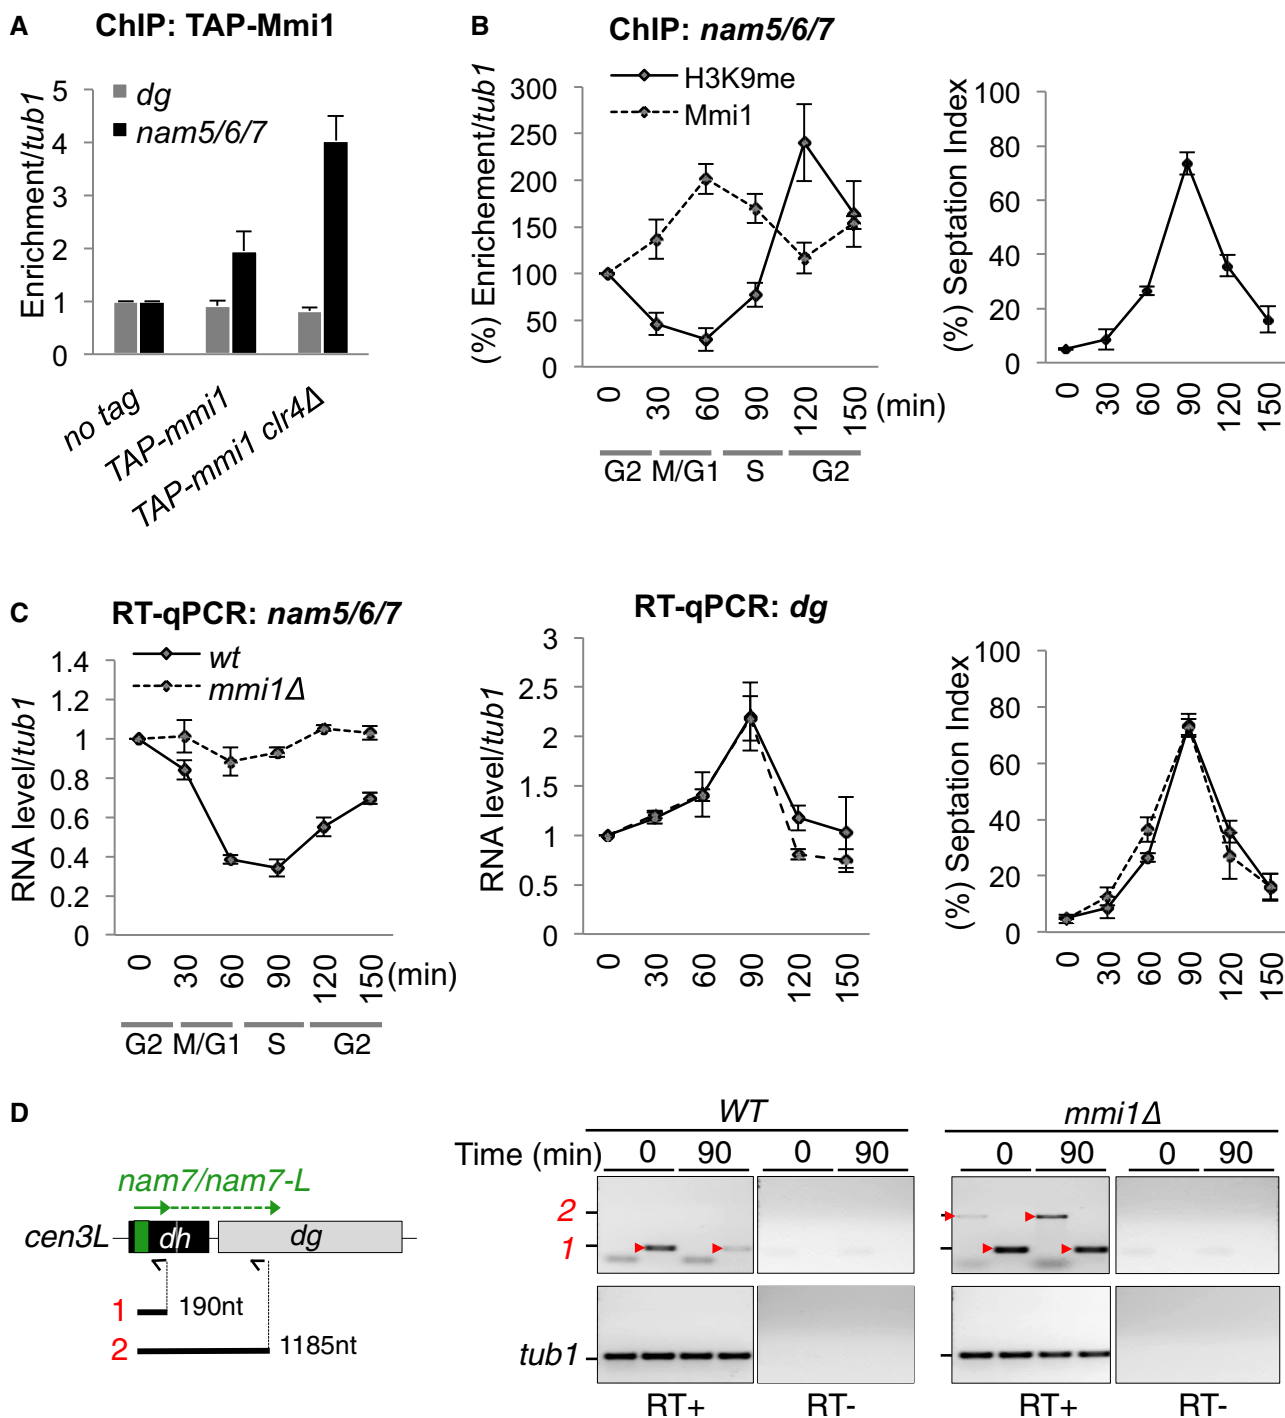 A
ChIP: TAP-Mmi1
dg
nam5/6/7
Enrichment/tub1
5
4
3
2
1
0
no tag
TAP-mmi1
TAP-mmi1 clr4Δ
B
ChIP: nam5/6/7
H3K9me
Mmi1
(%) Enrichement/tub1
300
250
200
150
100
50
0
0 30 60 90 120 150 (min)
G2 M/G1 S G2
(%) Septation Index
100
80
60
40
20
0
0 30 60 90 120 150
C
RT-qPCR: nam5/6/7
wt
mmi1Δ
RNA level/tub1
1.4
1.2
1
0.8
0.6
0.4
0.2
0
0 30 60 90 120 150 (min)
G2 M/G1 S G2
RT-qPCR: dg
RNA level/tub1
3
2.5
2
1.5
1
0.5
0
0 30 60 90 120 150
(%) Septation Index
100
80
60
40
20
0
0 30 60 90 120 150
D
nam7/nam7-L
cen3L dh dg
1 190nt
2 1185nt
WT mmi1Δ
Time (min) 0 90 0 90 0 90 0 90
2
1
tub1
RT+ RT- RT+ RT-